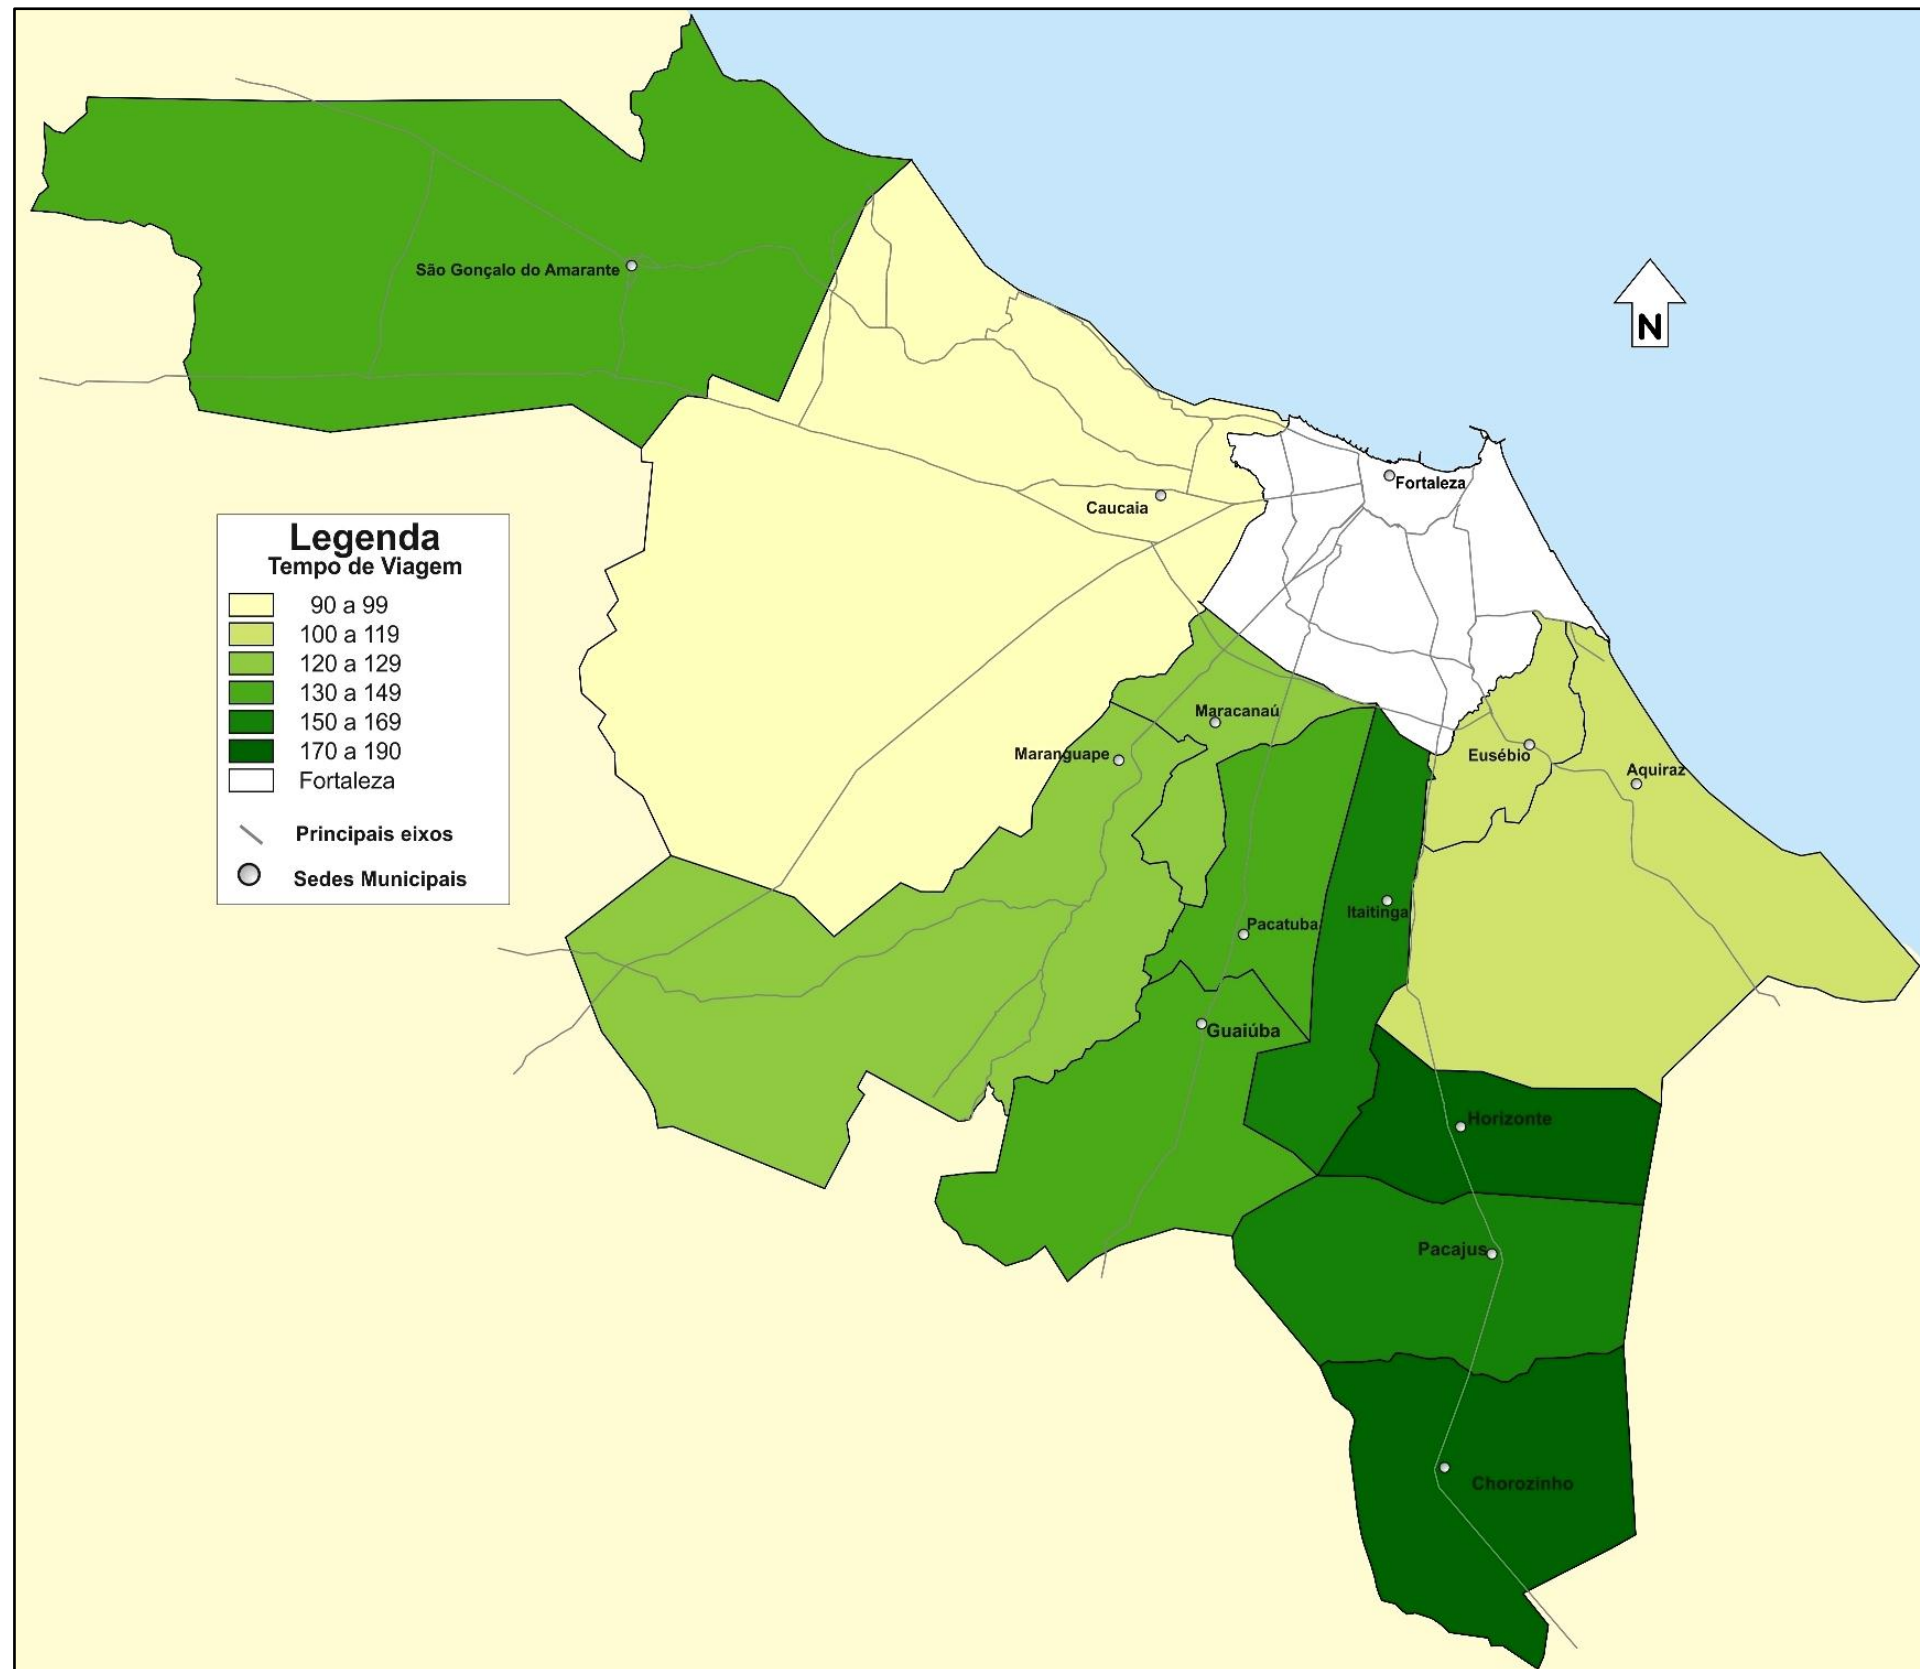 São Gonçalo do Amarante
N
Fortaleza
Caucaia
Legenda
Tempo de Viagem
90 a 99
100 a 119
120 a 129
130 a 149
150 a 169
170 a 190
Fortaleza
Principais eixos
Sedes Municipais
Maracanaú
Maranguape
Eusébio
Aquiraz
Itaitinga
Pacatuba
Guaiúba
Horizonte
Pacajus
Chorozinho